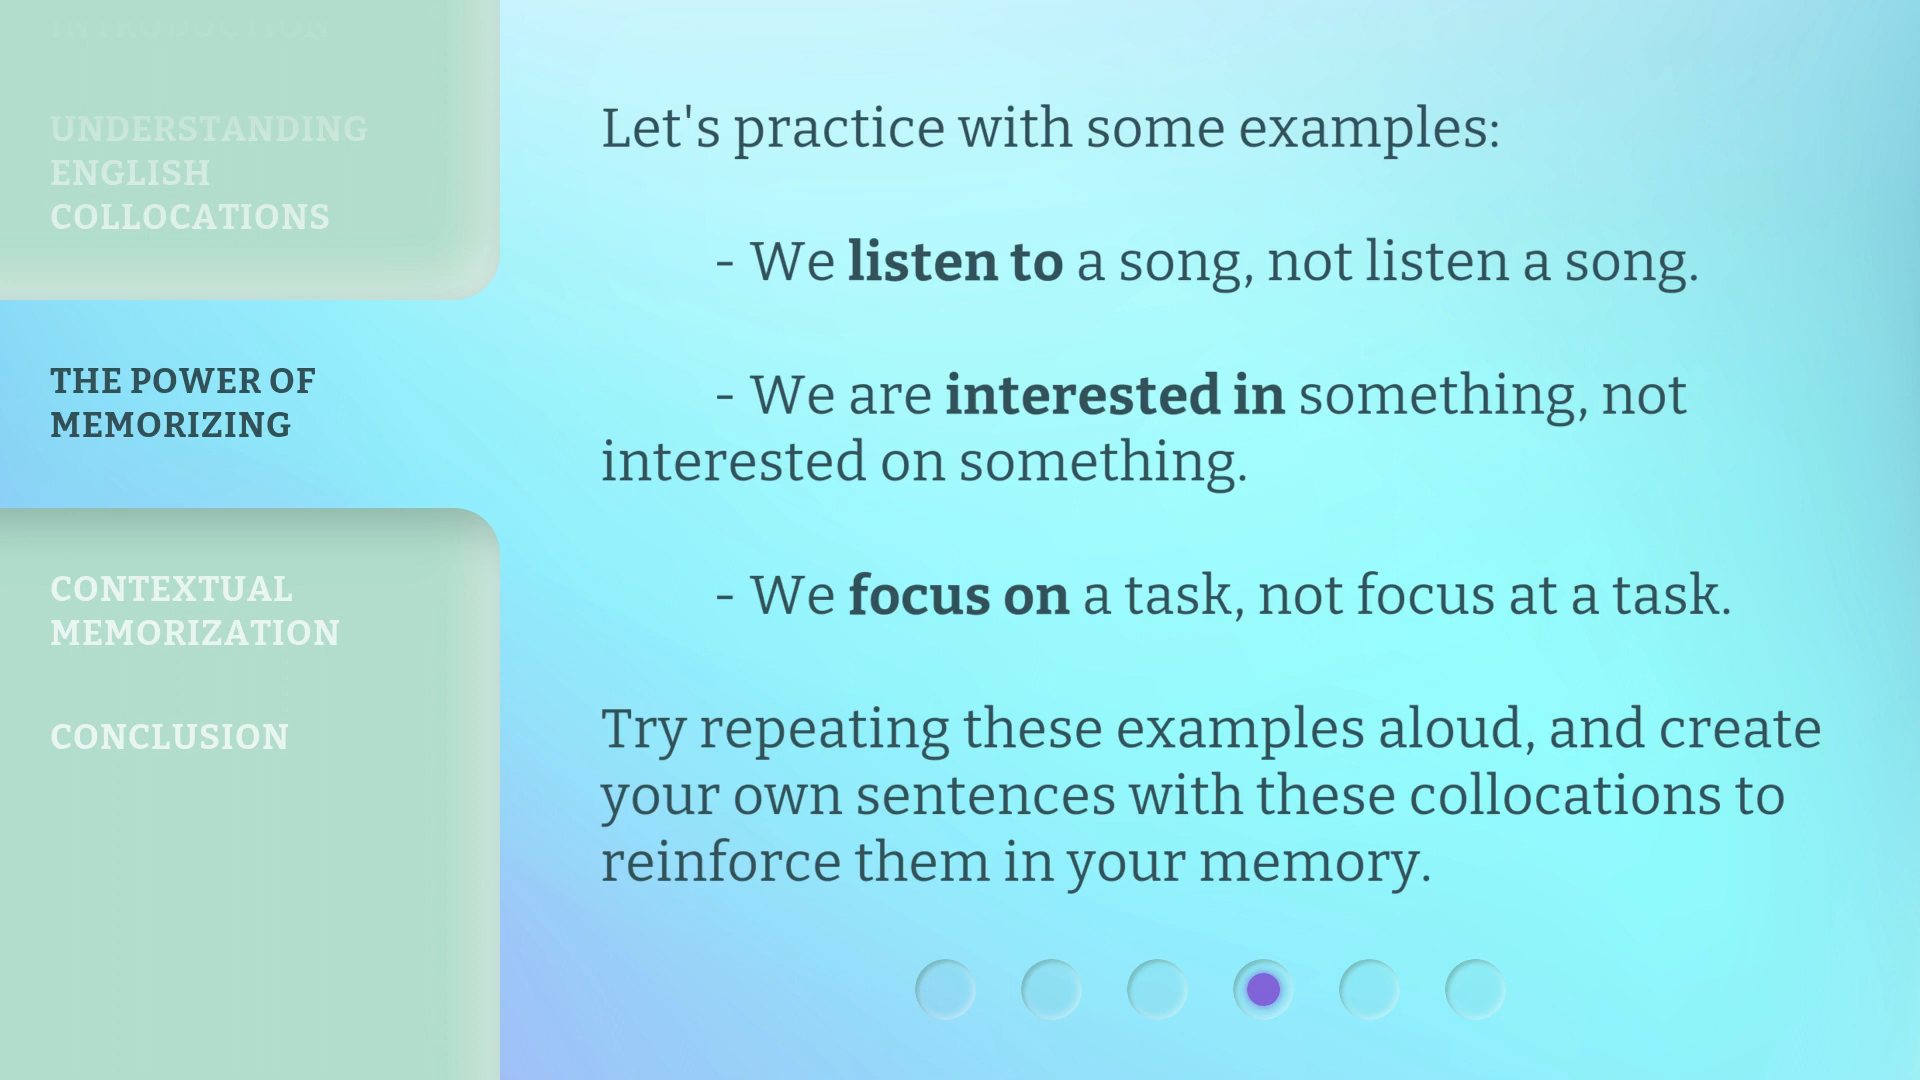 INTRODUCTION
UNDERSTANDING
ENGLISH
COLLOCATIONS
THE POWER OF
MEMORIZING
CONTEXTUAL
MEMORIZATION
CONCLUSION
Let's practice with some examples:
- We listen to a song, not listen a song.
- We are interested in something, not
interested on something.
- We focus on a task, not focus at a task.
Try repeating these examples aloud, and create
your own sentences with these collocations to
reinforce them in your memory.